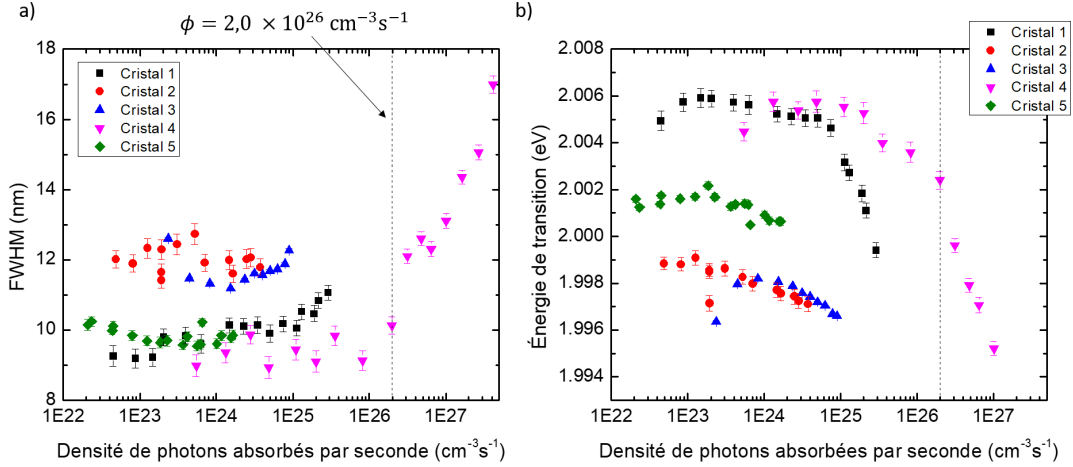 a)
ϕ = 2,0 × 10²⁶ cm⁻³s⁻¹
18
16
14
12
10
8
FWHM (nm)
Cristal 1
Cristal 2
Cristal 3
Cristal 4
Cristal 5
1E22 1E23 1E24 1E25 1E26 1E27
Densité de photons absorbés par seconde (cm⁻³s⁻¹)
b)
2.008
2.006
2.004
2.002
2.000
1.998
1.996
1.994
Énergie de transition (eV)
Cristal 1
Cristal 2
Cristal 3
Cristal 4
Cristal 5
1E22 1E23 1E24 1E25 1E26 1E27
Densité de photons absorbées par seconde (cm⁻³s⁻¹)